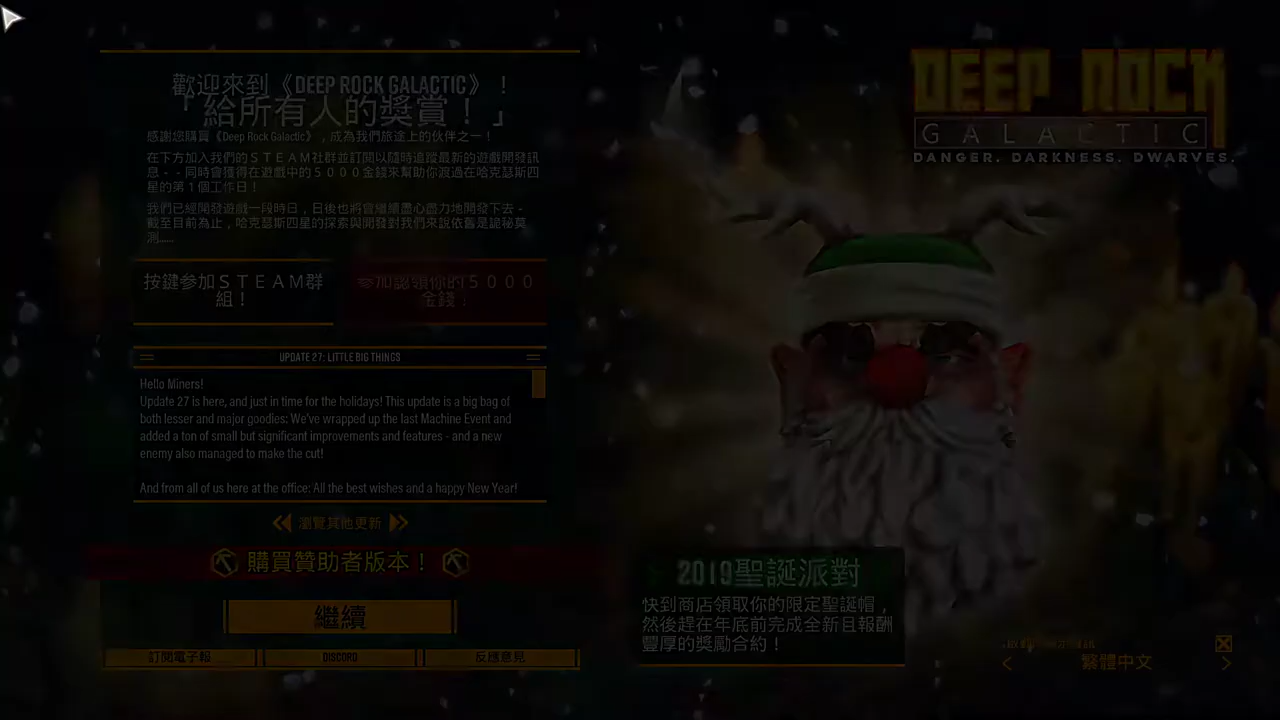 歡迎來到《DEEP ROCK GALACTIC》！
「給所有人的獎賞！」
感謝您購買《Deep Rock Galactic》，成為我們旅途上的伙伴之一！
在下方加入我們的ＳＴＥＡＭ社群並訂閱以隨時追蹤最新的遊戲開發訊
息－－同時會獲得在遊戲中的５０００金錢來幫助你渡過在哈克瑟斯四
星的第１個工作日！
我們已經開發遊戲一段時日，日後也將會繼續盡心盡力地開發下去－
截至目前為止，哈克瑟斯四星的探索與開發對我們來說依舊是詭秘莫
測......
按鍵參加ＳＴＥＡＭ群
組！
加認領你的５０００
金錢！
UPDATE 27: LITTLE BIG THINGS
Hello Miners!
Update 27 is here, and just in time for the holidays! This update is a big bag of
both lesser and major goodies: We've wrapped up the last Machine Event and
added a ton of small but significant improvements and features - and a new
enemy also managed to make the cut!
And from all of us here at the office: All the best wishes and a happy New Year!
瀏覽其他更新
購買贊助者版本！
繼續
訂閱電子報
DISCORD
反應意見
DEEP ROCK
GALACTIC
DANGER. DARKNESS. DWARVES.
2019聖誕派對
快到商店領取你的限定聖誕帽，
然後趕在年底前完成全新且報酬
豐厚的獎勵合約！
繁體中文